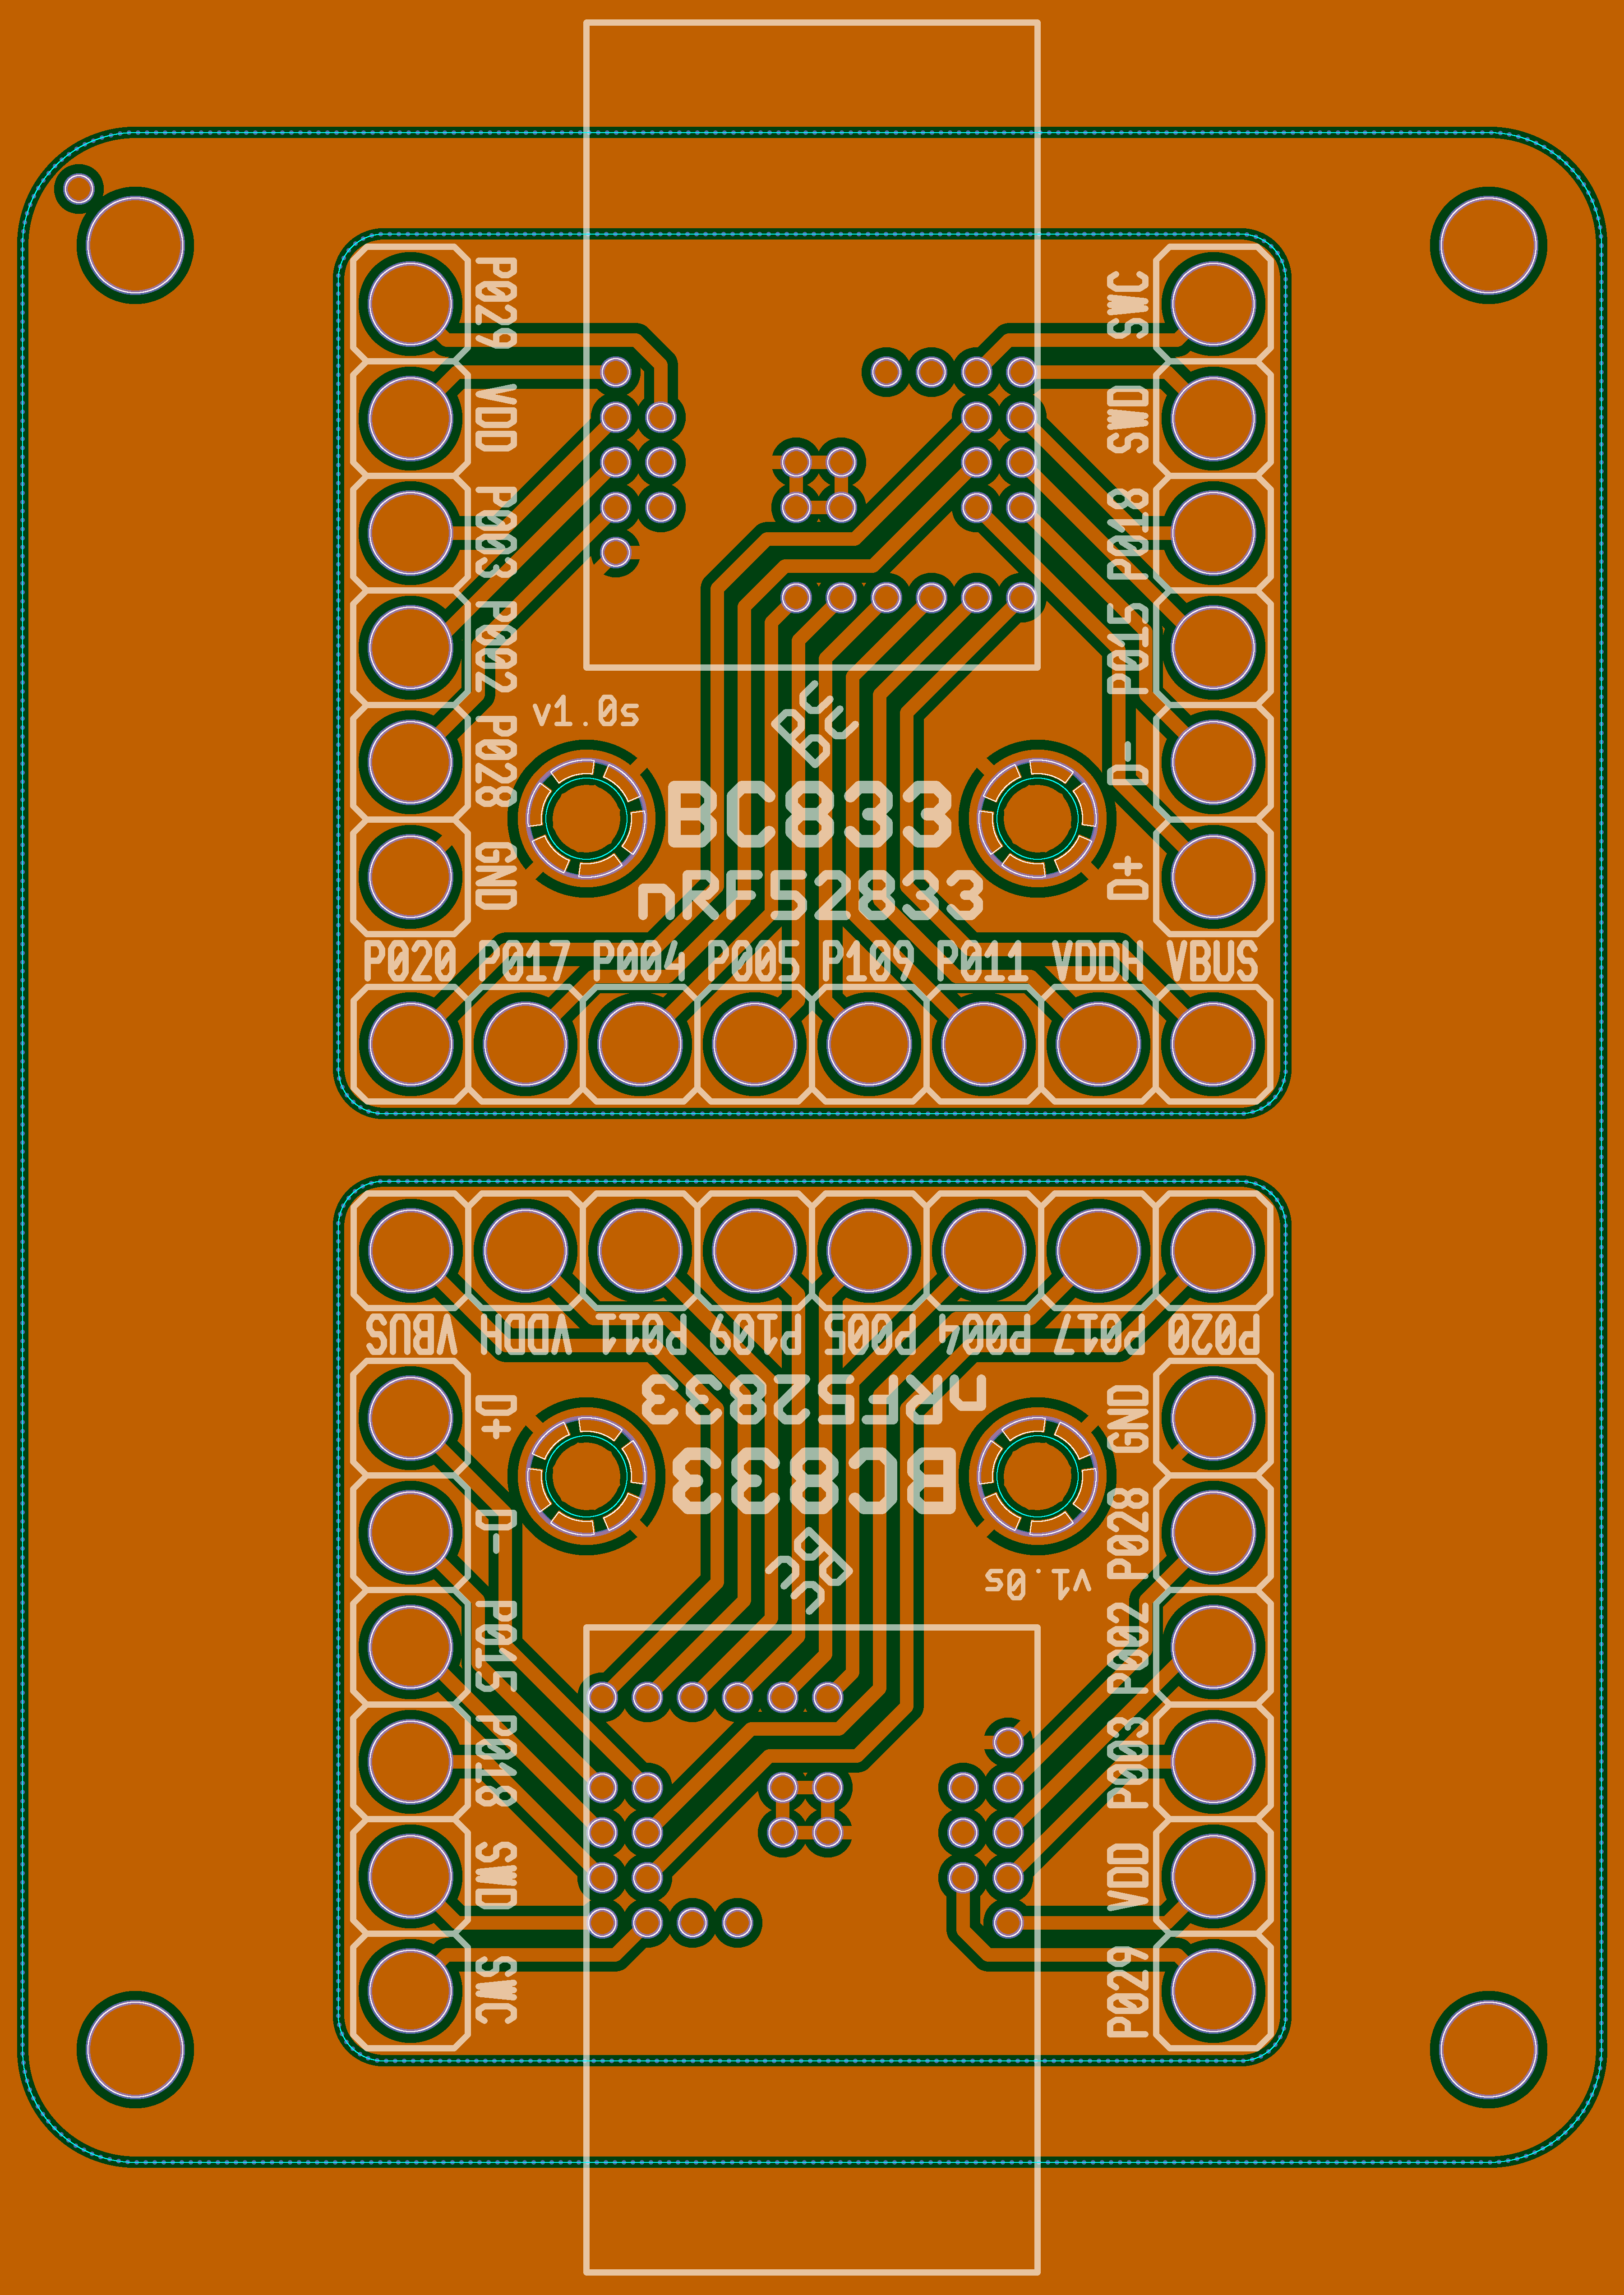 P029 VDD P003 P002 P028 GND
SWC
SWD
P018
P015
D-
D+
v1.0s
BC833
nRF52833
P020 P017 P004 P005 P109 P011 VDDH VBUS
VBUS VDDH P011 P109 P005 P004 P017 P020
nRF52833
BC833
v1.0s
D+ D- P015 P018 SWD SWC
GND
P028
P002
P003
VDD
P029